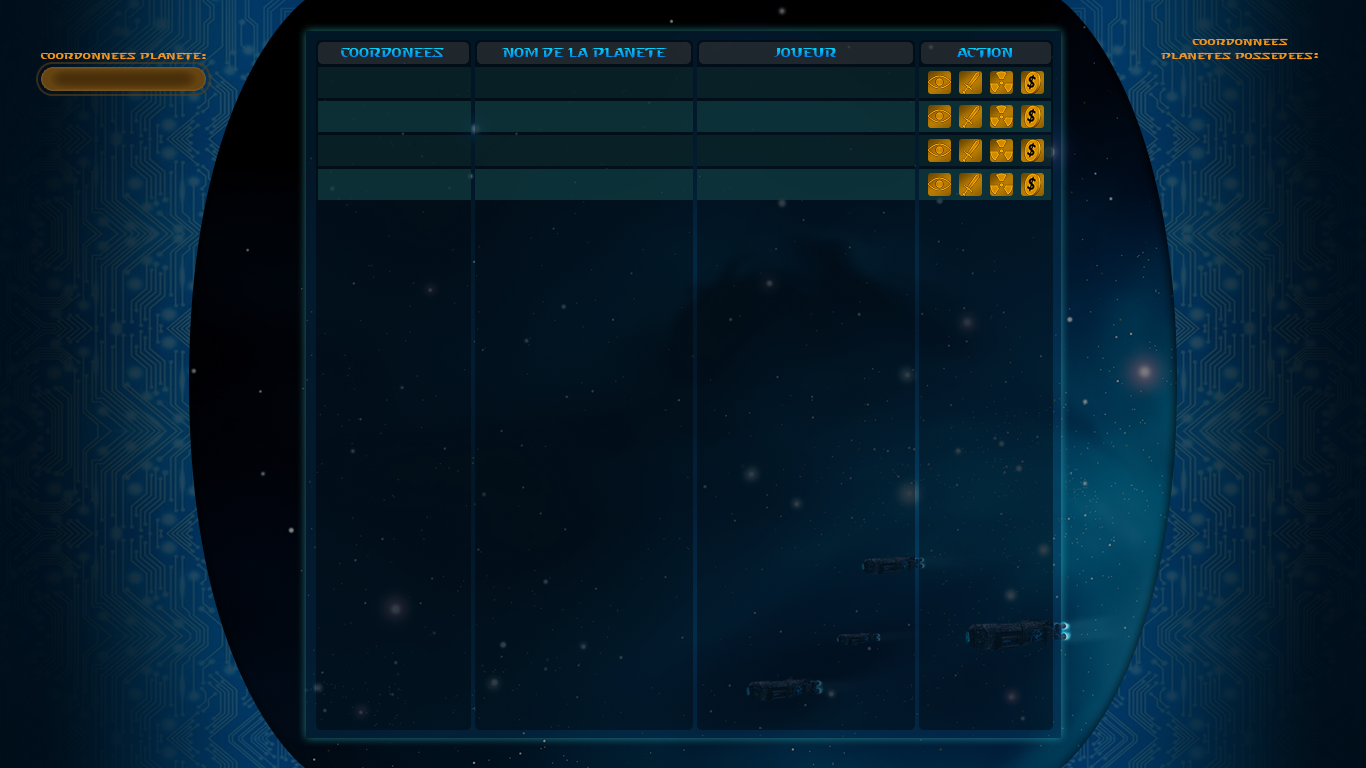 COORDONNEES PLANETE:
COORDONNEES
PLANETES POSSEDEES:
COORDONEES NOM DE LA PLANETE JOUEUR ACTION
$
$
$
$